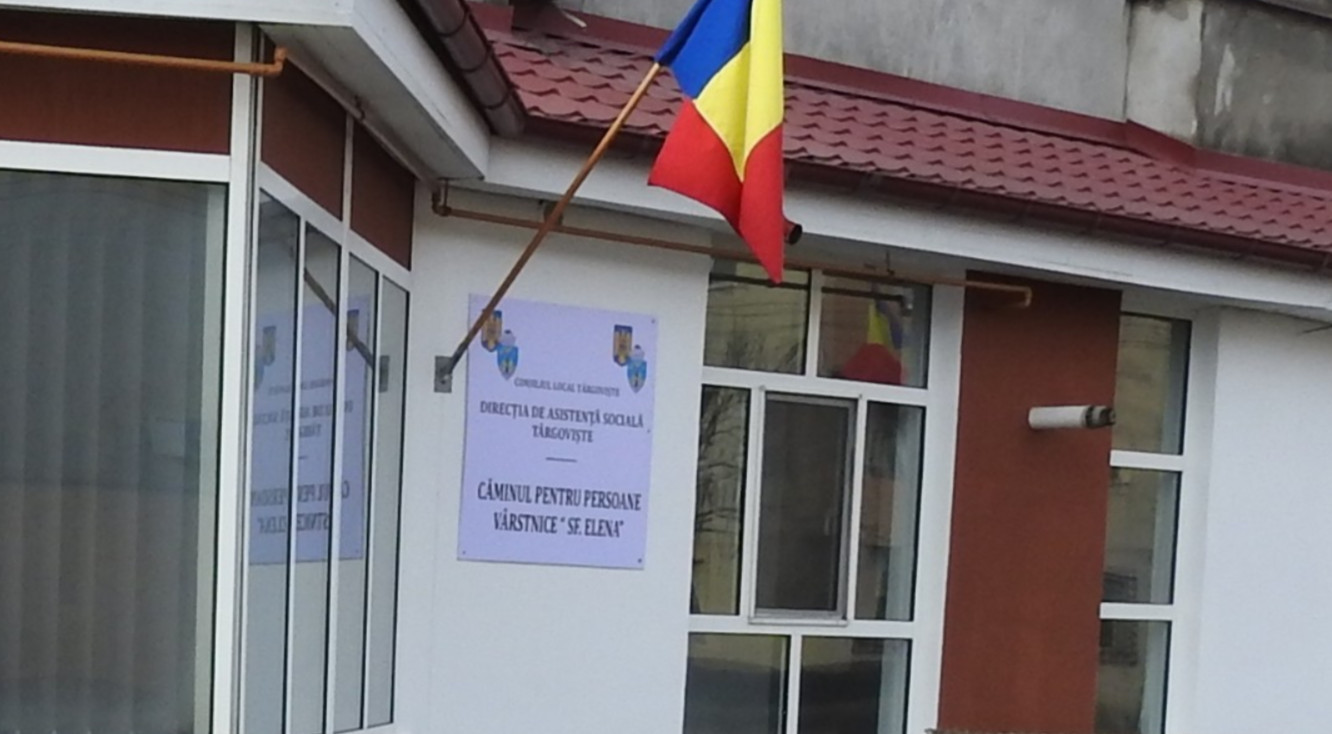 CONSILIUL LOCAL TÂRGOVIȘTE
DIRECȚIA DE ASISTENȚĂ SOCIALĂ
TÂRGOVIȘTE
CĂMINUL PENTRU PERSOANE
VÂRSTNICE " SF. ELENA"